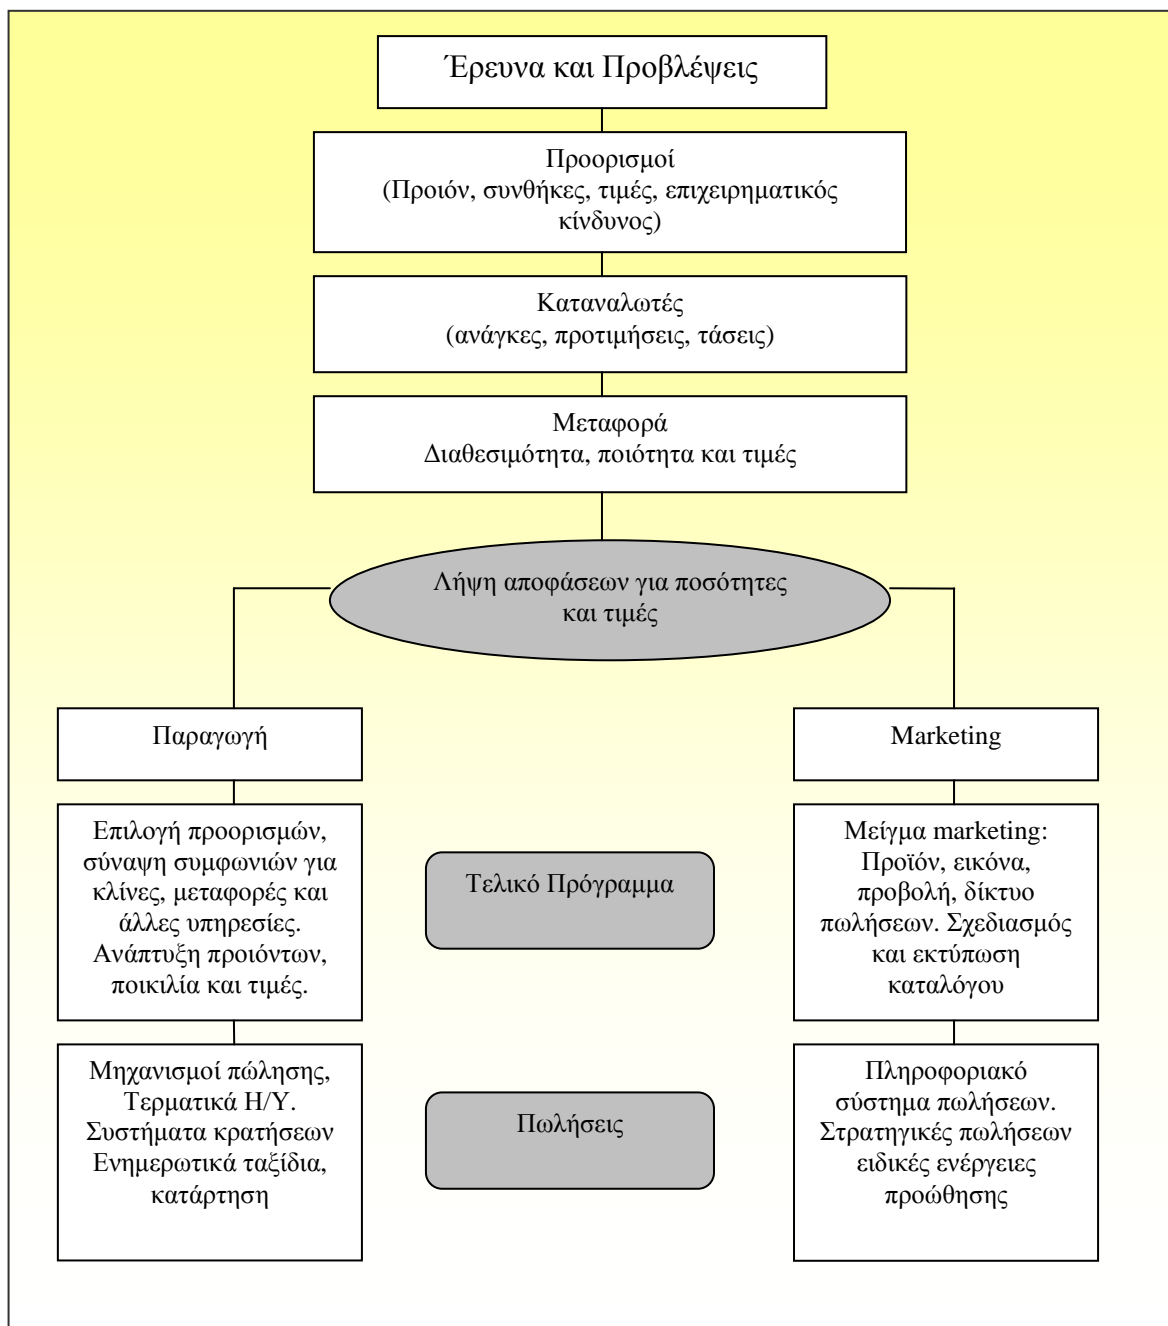 Έρευνα και Προβλέψεις
Προορισμοί
(Προιόν, συνθήκες, τιμές, επιχειρηματικός
κίνδυνος)
Καταναλωτές
(ανάγκες, προτιμήσεις, τάσεις)
Μεταφορά
Διαθεσιμότητα, ποιότητα και τιμές
Λήψη αποφάσεων για ποσότητες
και τιμές
Παραγωγή
Marketing
Επιλογή προορισμών,
σύναψη συμφωνιών για
κλίνες, μεταφορές και
άλλες υπηρεσίες.
Ανάπτυξη προιόντων,
ποικιλία και τιμές.
Τελικό Πρόγραμμα
Μείγμα marketing:
Προϊόν, εικόνα,
προβολή, δίκτυο
πωλήσεων. Σχεδιασμός
και εκτύπωση
καταλόγου
Μηχανισμοί πώλησης,
Τερματικά Η/Υ.
Συστήματα κρατήσεων
Ενημερωτικά ταξίδια,
κατάρτηση
Πωλήσεις
Πληροφοριακό
σύστημα πωλήσεων.
Στρατηγικές πωλήσεων
ειδικές ενέργειες
προώθησης